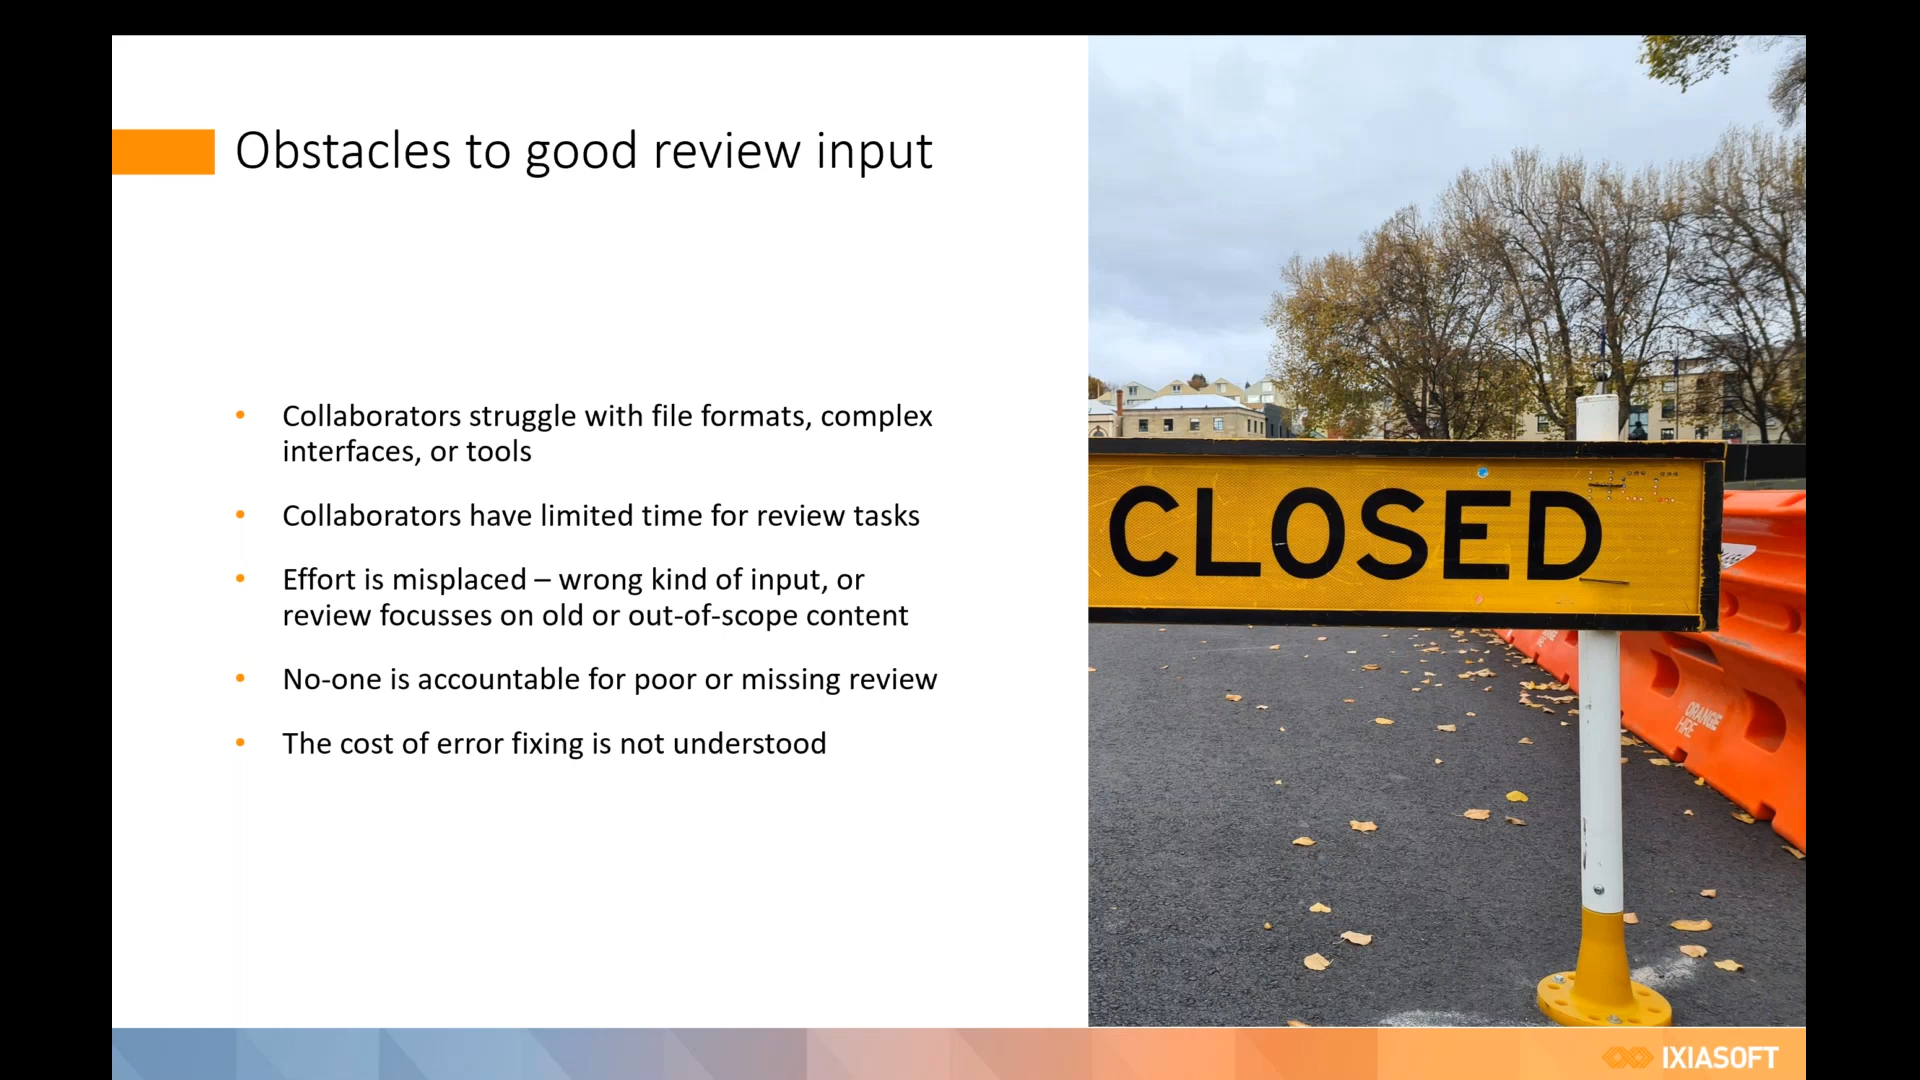 Obstacles to good review input
• Collaborators struggle with file formats, complex
interfaces, or tools
• Collaborators have limited time for review tasks
• Effort is misplaced – wrong kind of input, or
review focusses on old or out-of-scope content
• No-one is accountable for poor or missing review
• The cost of error fixing is not understood
CLOSED
ORANGE
HIRE
IXIASOFT